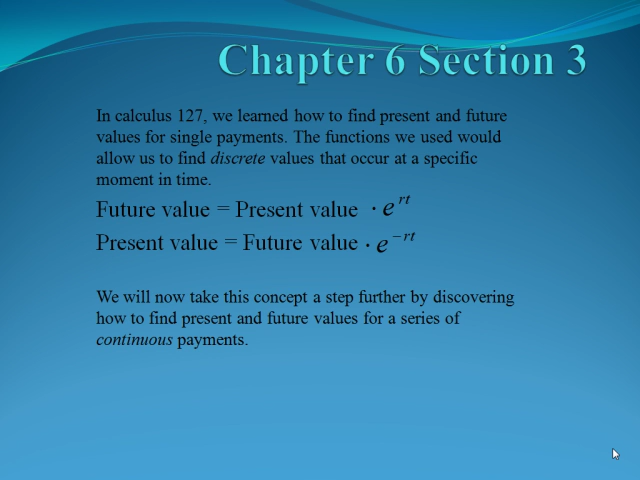 Chapter 6 Section 3
In calculus 127, we learned how to find present and future
values for single payments. The functions we used would
allow us to find discrete values that occur at a specific
moment in time.
Future value = Present value · e^{rt}
Present value = Future value · e^{−rt}
We will now take this concept a step further by discovering
how to find present and future values for a series of
continuous payments.